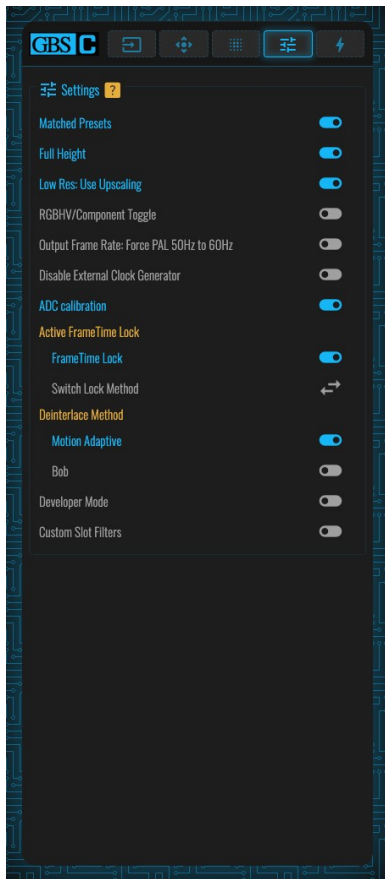 GBS C
Settings ?
Matched Presets
Full Height
Low Res: Use Upscaling
RGBHV/Component Toggle
Output Frame Rate: Force PAL 50Hz to 60Hz
Disable External Clock Generator
ADC calibration
Active FrameTime Lock
FrameTime Lock
Switch Lock Method
Deinterlace Method
Motion Adaptive
Bob
Developer Mode
Custom Slot Filters